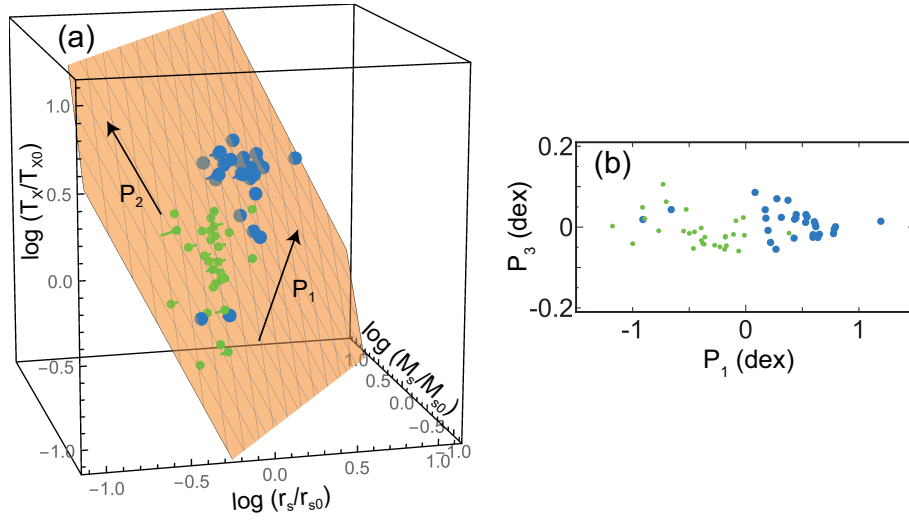 (a)
1.0
0.5
0.0
−0.5
−1.0
log (T_X/T_X0)
P_2
P_1
−1.0
−0.5
0.0
0.5
1.0
log (r_s/r_s0)
1.0
0.5
0.0
−0.5
−1.0
log (M_s/M_s0)
(b)
0.2
0
−0.2
P_3 (dex)
−1
0
1
P_1 (dex)